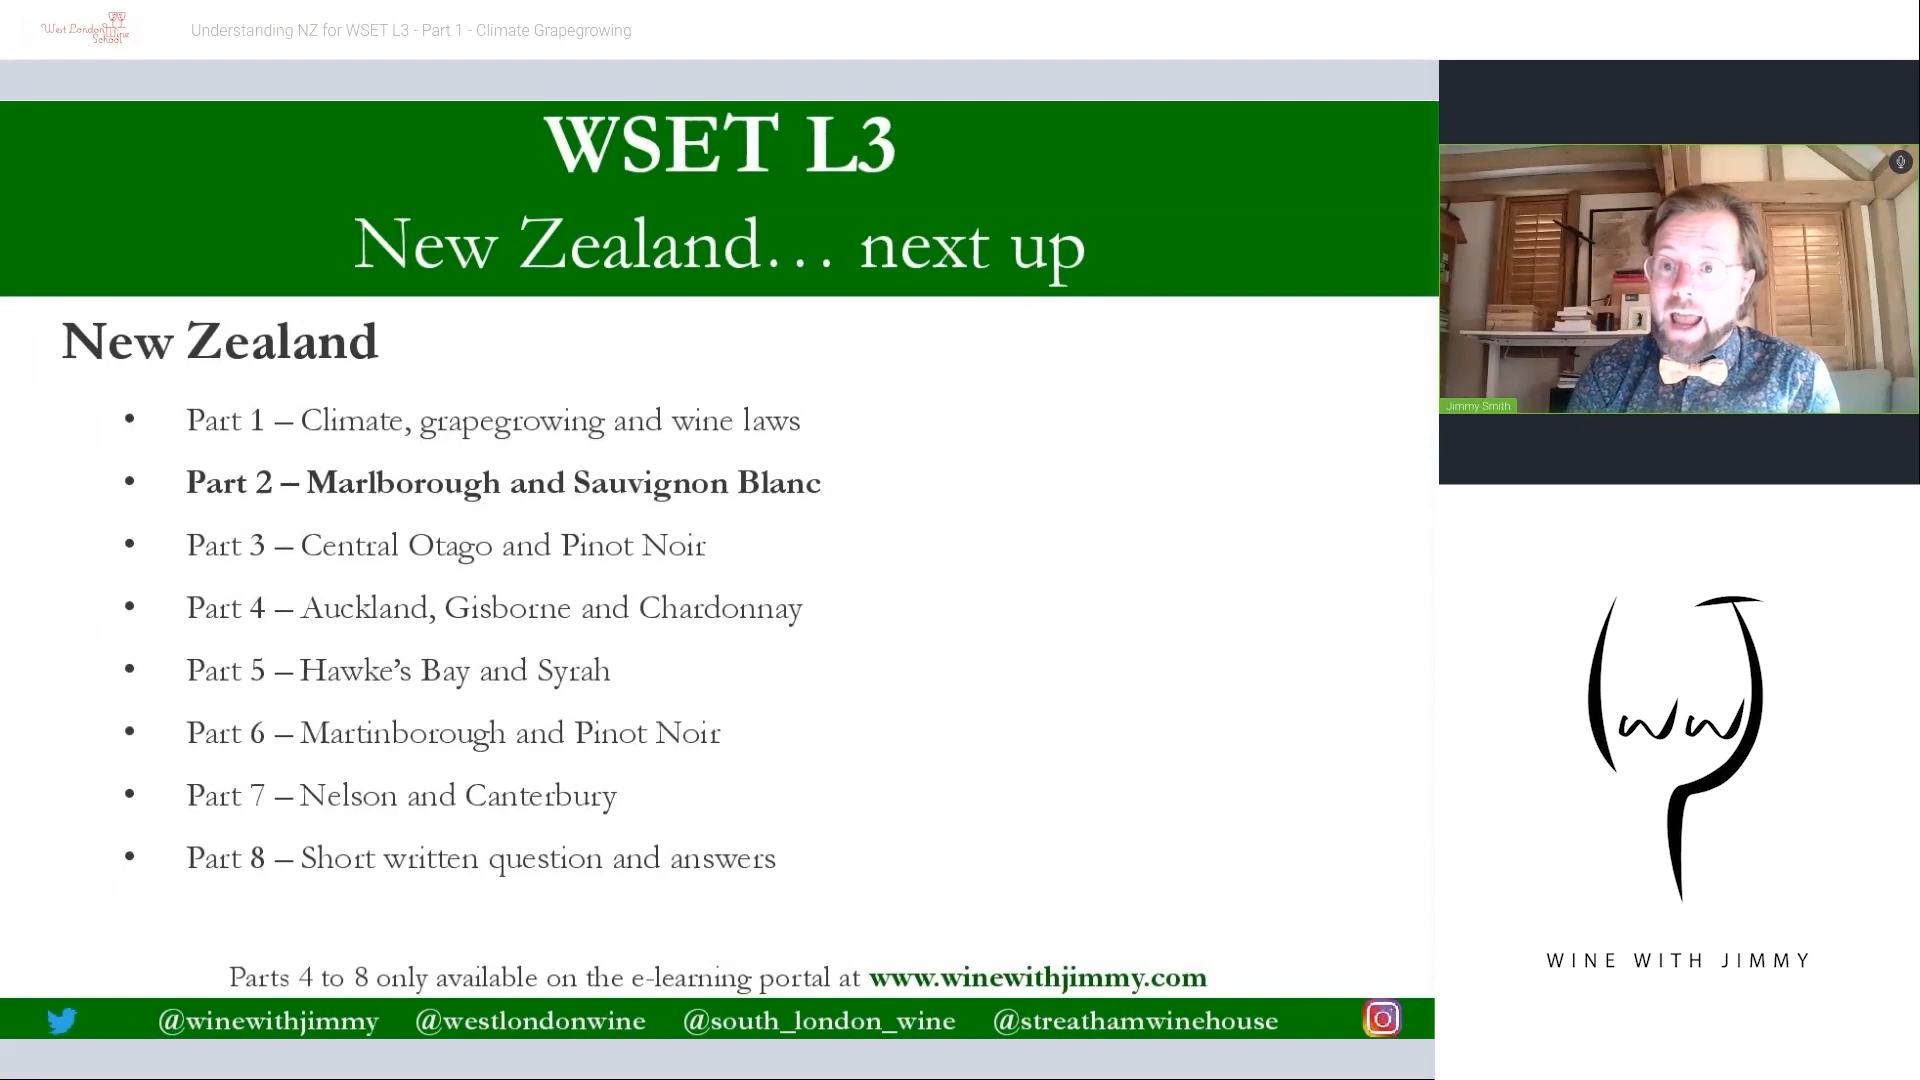 West London Wine School
Understanding NZ for WSET L3 - Part 1 - Climate Grapegrowing
WSET L3
New Zealand… next up
New Zealand
• Part 1 – Climate, grapegrowing and wine laws
• Part 2 – Marlborough and Sauvignon Blanc
• Part 3 – Central Otago and Pinot Noir
• Part 4 – Auckland, Gisborne and Chardonnay
• Part 5 – Hawke’s Bay and Syrah
• Part 6 – Martinborough and Pinot Noir
• Part 7 – Nelson and Canterbury
• Part 8 – Short written question and answers
Parts 4 to 8 only available on the e-learning portal at www.winewithjimmy.com
@winewithjimmy @westlondonwine @south_london_wine @streathamwinehouse
Jimmy Smith
WWJ
WINE WITH JIMMY